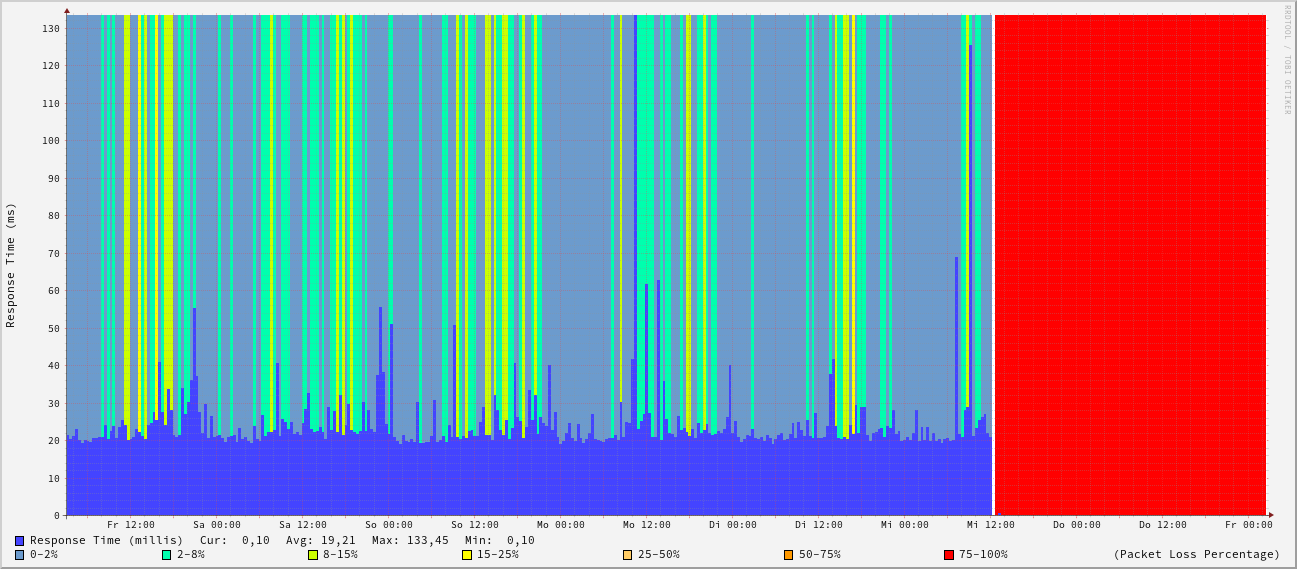 RRDTOOL / TOBI OETIKER
Response Time (ms)
130
120
110
100
90
80
70
60
50
40
30
20
10
0
Fr 12:00 Sa 00:00 Sa 12:00 So 00:00 So 12:00 Mo 00:00 Mo 12:00 Di 00:00 Di 12:00 Mi 00:00 Mi 12:00 Do 00:00 Do 12:00 Fr 00:00
Response Time (millis) Cur: 0,10 Avg: 19,21 Max: 133,45 Min: 0,10
0-2% 2-8% 8-15% 15-25% 25-50% 50-75% 75-100% (Packet Loss Percentage)